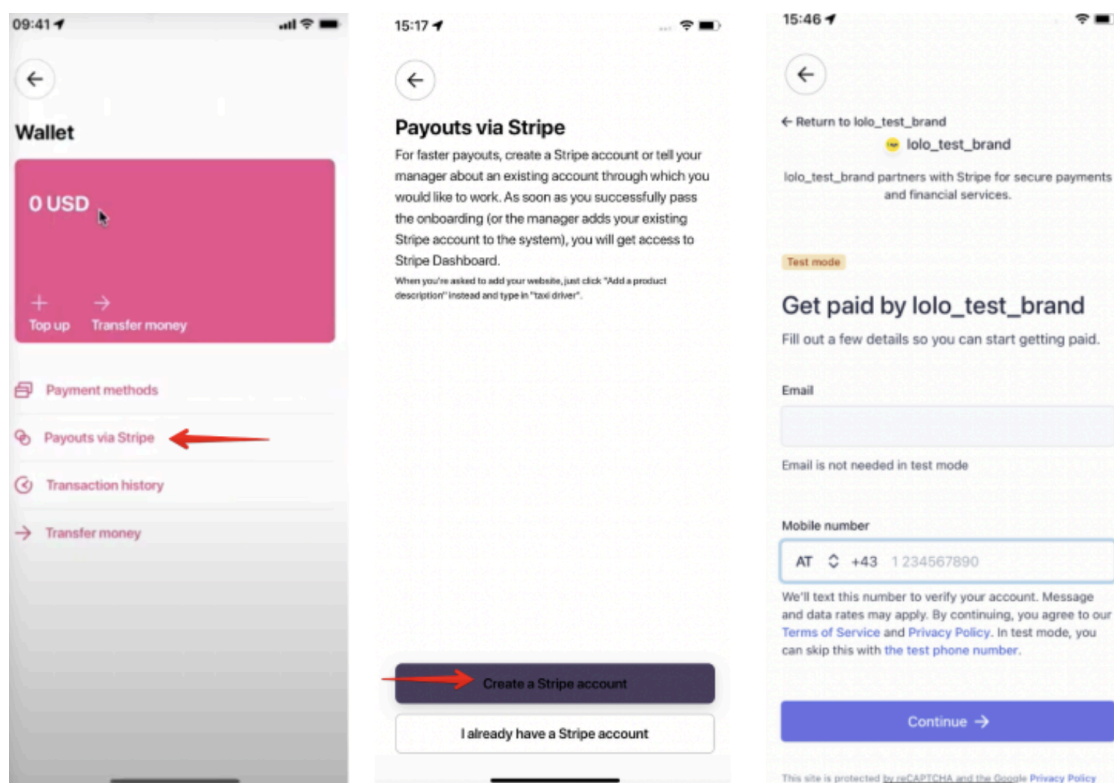 09:41
Wallet
0 USD
Top up
Transfer money
Payment methods
Payouts via Stripe
Transaction history
Transfer money
15:17
Payouts via Stripe
For faster payouts, create a Stripe account or tell your
manager about an existing account through which you
would like to work. As soon as you successfully pass
the onboarding (or the manager adds your existing
Stripe account to the system), you will get access to
Stripe Dashboard.
When you're asked to add your website, just click "Add a product
description" instead and type in "taxi driver".
Create a Stripe account
I already have a Stripe account
15:46
← Return to lolo_test_brand
lolo_test_brand
lolo_test_brand partners with Stripe for secure payments
and financial services.
Test mode
Get paid by lolo_test_brand
Fill out a few details so you can start getting paid.
Email
Email is not needed in test mode
Mobile number
AT +43 1 234567890
We'll text this number to verify your account. Message
and data rates may apply. By continuing, you agree to our
Terms of Service and Privacy Policy. In test mode, you
can skip this with the test phone number.
Continue →
This site is protected by reCAPTCHA and the Google Privacy Policy